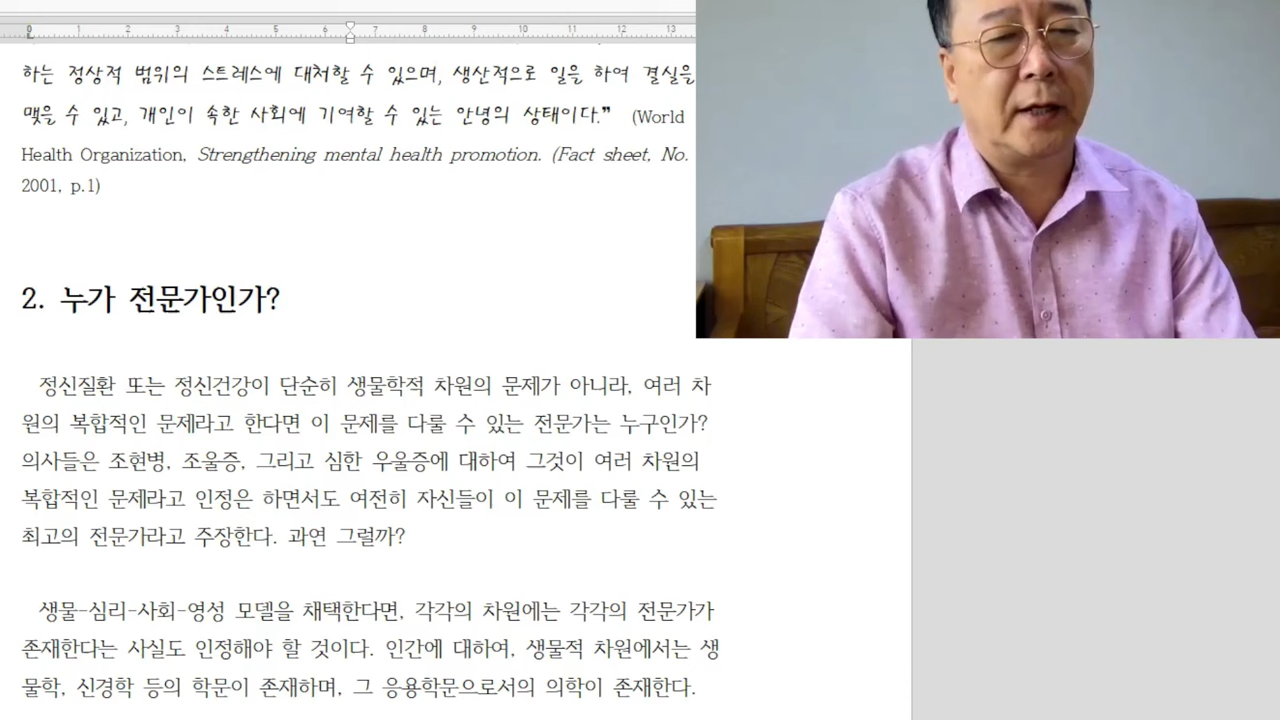 0 1 2 3 4 5 6 7 8 9 10 11 12 13
하는 정상적 범위의 스트레스에 대처할 수 있으며, 생산적으로 일을 하여 결실을
맺을 수 있고, 개인이 속한 사회에 기여할 수 있는 안녕의 상태이다.” (World
Health Organization, Strengthening mental health promotion. (Fact sheet, No.
2001, p.1)
2. 누가 전문가인가?
정신질환 또는 정신건강이 단순히 생물학적 차원의 문제가 아니라, 여러 차
원의 복합적인 문제라고 한다면 이 문제를 다룰 수 있는 전문가는 누구인가?
의사들은 조현병, 조울증, 그리고 심한 우울증에 대하여 그것이 여러 차원의
복합적인 문제라고 인정은 하면서도 여전히 자신들이 이 문제를 다룰 수 있는
최고의 전문가라고 주장한다. 과연 그럴까?
생물-심리-사회-영성 모델을 채택한다면, 각각의 차원에는 각각의 전문가가
존재한다는 사실도 인정해야 할 것이다. 인간에 대하여, 생물적 차원에서는 생
물학, 신경학 등의 학문이 존재하며, 그 응용학문으로서의 의학이 존재한다.